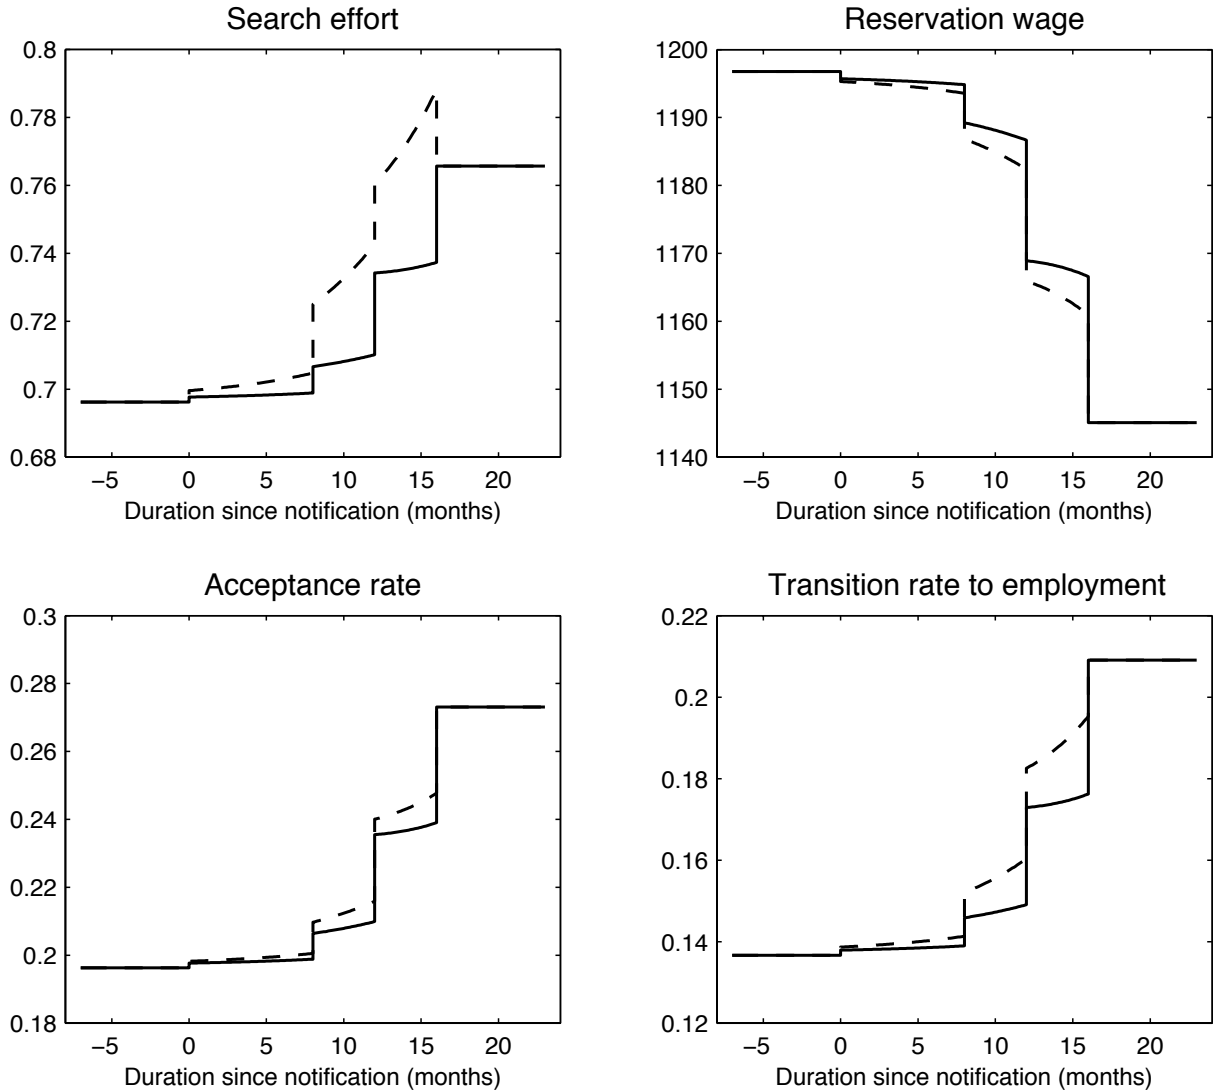 Search effort
0.8
0.78
0.76
0.74
0.72
0.7
0.68
−5 0 5 10 15 20
Duration since notification (months)
Reservation wage
1200
1190
1180
1170
1160
1150
1140
−5 0 5 10 15 20
Duration since notification (months)
Acceptance rate
0.3
0.28
0.26
0.24
0.22
0.2
0.18
−5 0 5 10 15 20
Duration since notification (months)
Transition rate to employment
0.22
0.2
0.18
0.16
0.14
0.12
−5 0 5 10 15 20
Duration since notification (months)